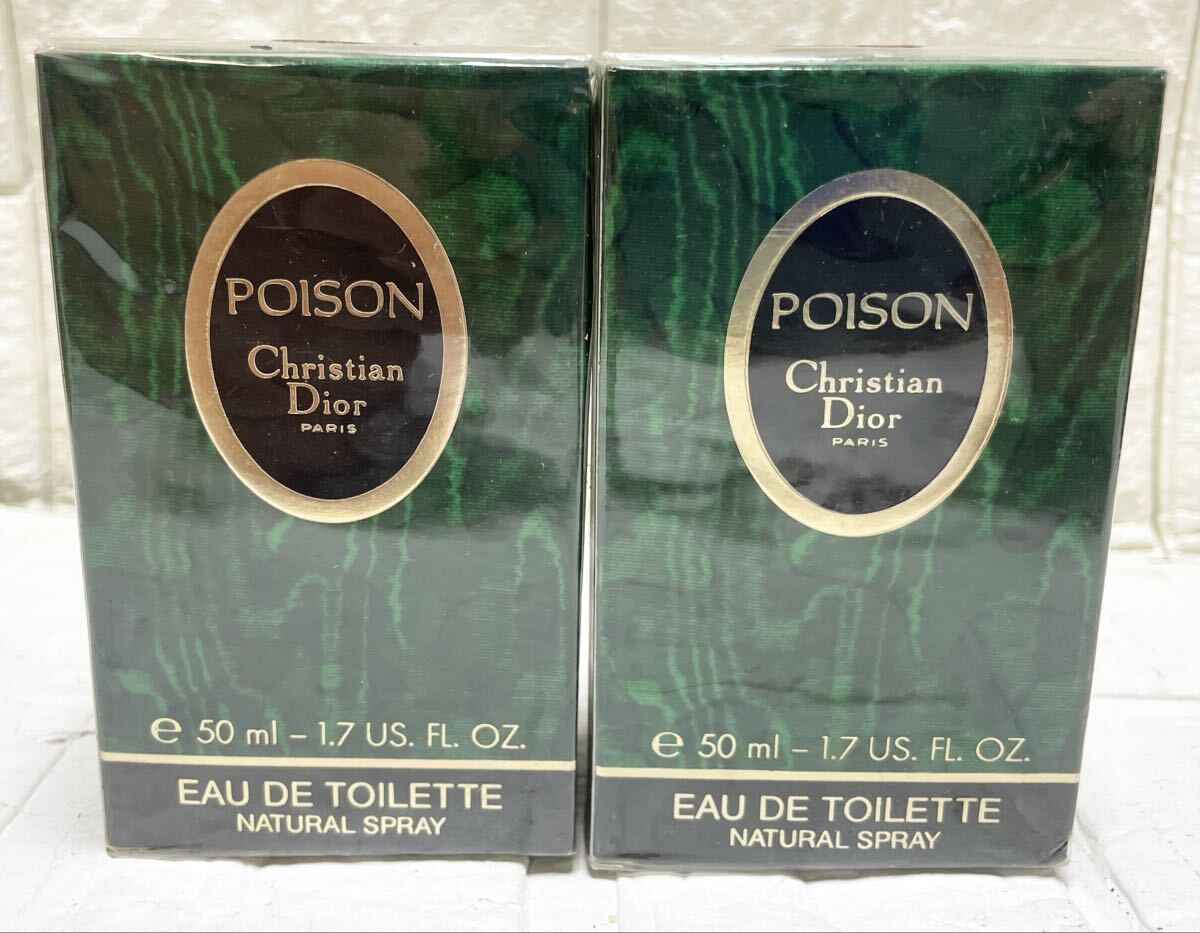 POISON
Christian
Dior
PARIS
e 50 ml – 1.7 US. FL. OZ.
EAU DE TOILETTE
NATURAL SPRAY
POISON
Christian
Dior
PARIS
e 50 ml – 1.7 US. FL. OZ.
EAU DE TOILETTE
NATURAL SPRAY